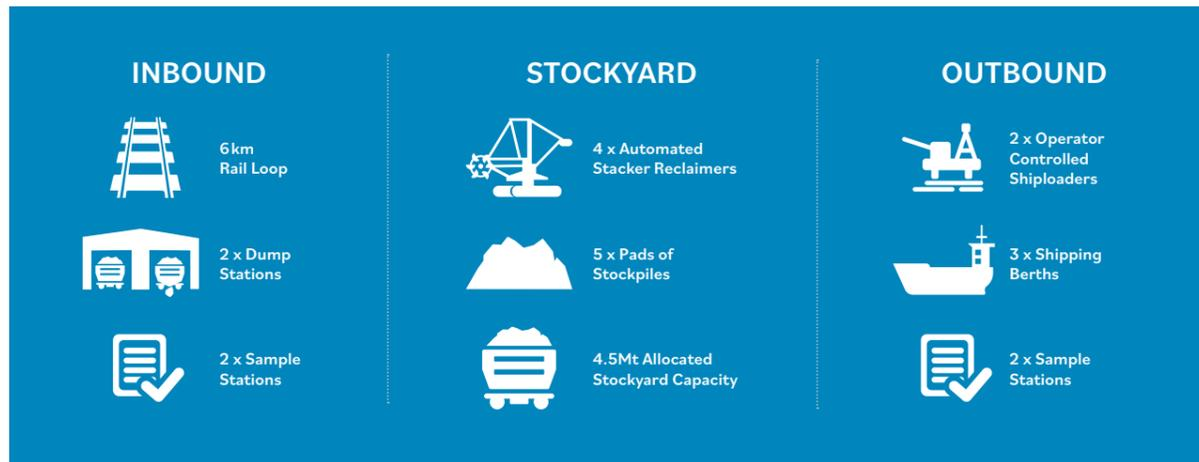 INBOUND
6km
Rail Loop
2 x Dump
Stations
2 x Sample
Stations
STOCKYARD
4 x Automated
Stacker Reclaimers
5 x Pads of
Stockpiles
4.5Mt Allocated
Stockyard Capacity
OUTBOUND
2 x Operator
Controlled
Shiploaders
3 x Shipping
Berths
2 x Sample
Stations